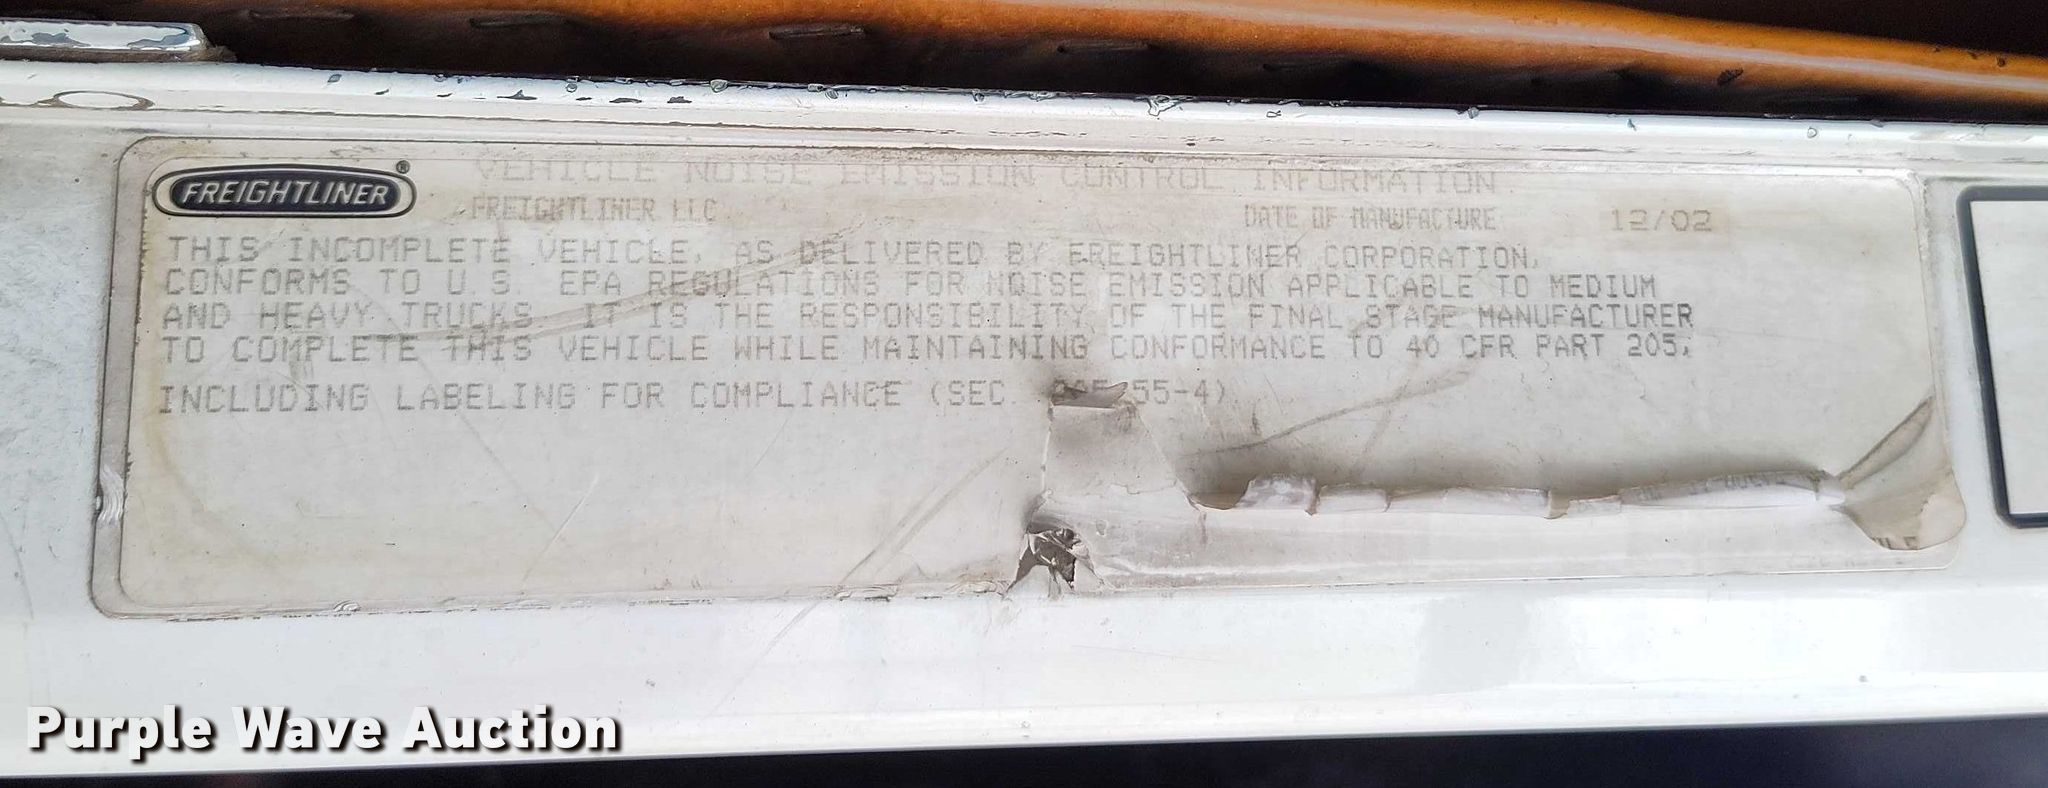 FREIGHTLINER®
VEHICLE NOISE EMISSION CONTROL INFORMATION
FREIGHTLINER LLC DATE OF MANUFACTURE 12/02
THIS INCOMPLETE VEHICLE, AS DELIVERED BY FREIGHTLINER CORPORATION,
CONFORMS TO U.S. EPA REGULATIONS FOR NOISE EMISSION APPLICABLE TO MEDIUM
AND HEAVY TRUCKS. IT IS THE RESPONSIBILITY OF THE FINAL STAGE MANUFACTURER
TO COMPLETE THIS VEHICLE WHILE MAINTAINING CONFORMANCE TO 40 CFR PART 205,
INCLUDING LABELING FOR COMPLIANCE (SEC. 205.55-4)
Purple Wave Auction